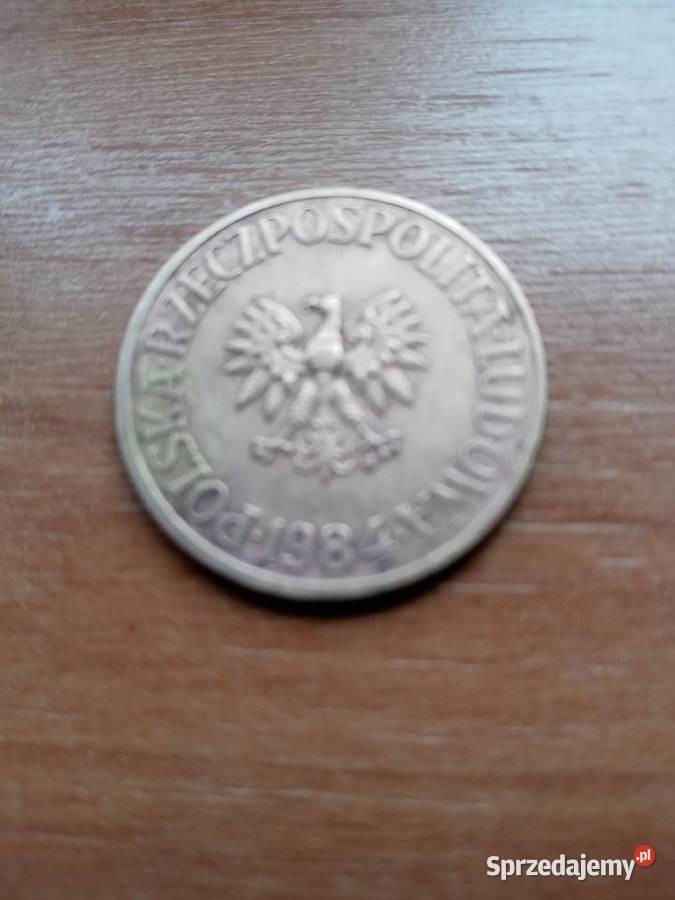 POLSKA RZECZPOSPOLITA LUDOWA
·1984·
Sprzedajemy.pl